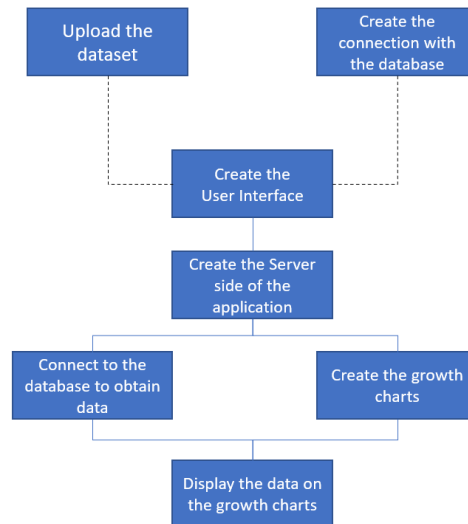 Upload the
dataset
Create the
connection with
the database
Create the
User Interface
Create the Server
side of the
application
Connect to the
database to obtain
data
Create the growth
charts
Display the data on
the growth charts